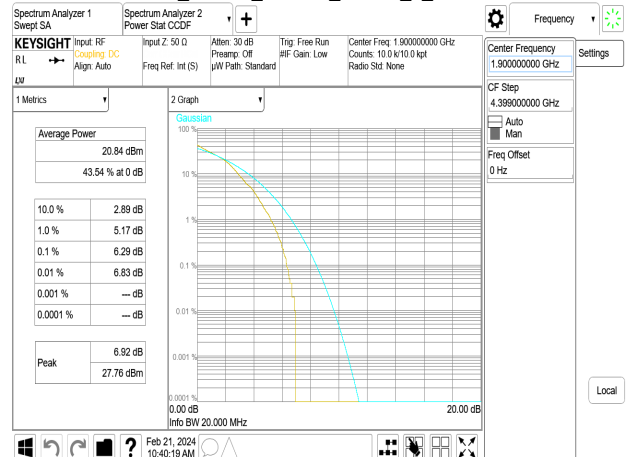 Spectrum Analyzer 1
Swept SA
Spectrum Analyzer 2
Power Stat CCDF
Frequency
KEYSIGHT
R L
Input: RF
Coupling: DC
Align: Auto
Input Z: 50 Ω
Freq Ref: Int (S)
Atten: 30 dB
Preamp: Off
µW Path: Standard
Trig: Free Run
#IF Gain: Low
Center Freq: 1.900000000 GHz
Counts: 10.0 k/10.0 kpt
Radio Std: None
Center Frequency
1.900000000 GHz
Settings
CF Step
4.399000000 GHz
Auto
Man
Freq Offset
0 Hz
1 Metrics
2 Graph
Gaussian
Average Power
20.84 dBm
43.54 % at 0 dB
10.0 % 2.89 dB
1.0 % 5.17 dB
0.1 % 6.29 dB
0.01 % 6.83 dB
0.001 % --- dB
0.0001 % --- dB
Peak 6.92 dB
27.76 dBm
100 %
10 %
1 %
0.1 %
0.01 %
0.001 %
0.0001 %
0.00 dB 20.00 dB
Info BW 20.000 MHz
Local
?
Feb 21, 2024
10:40:19 AM